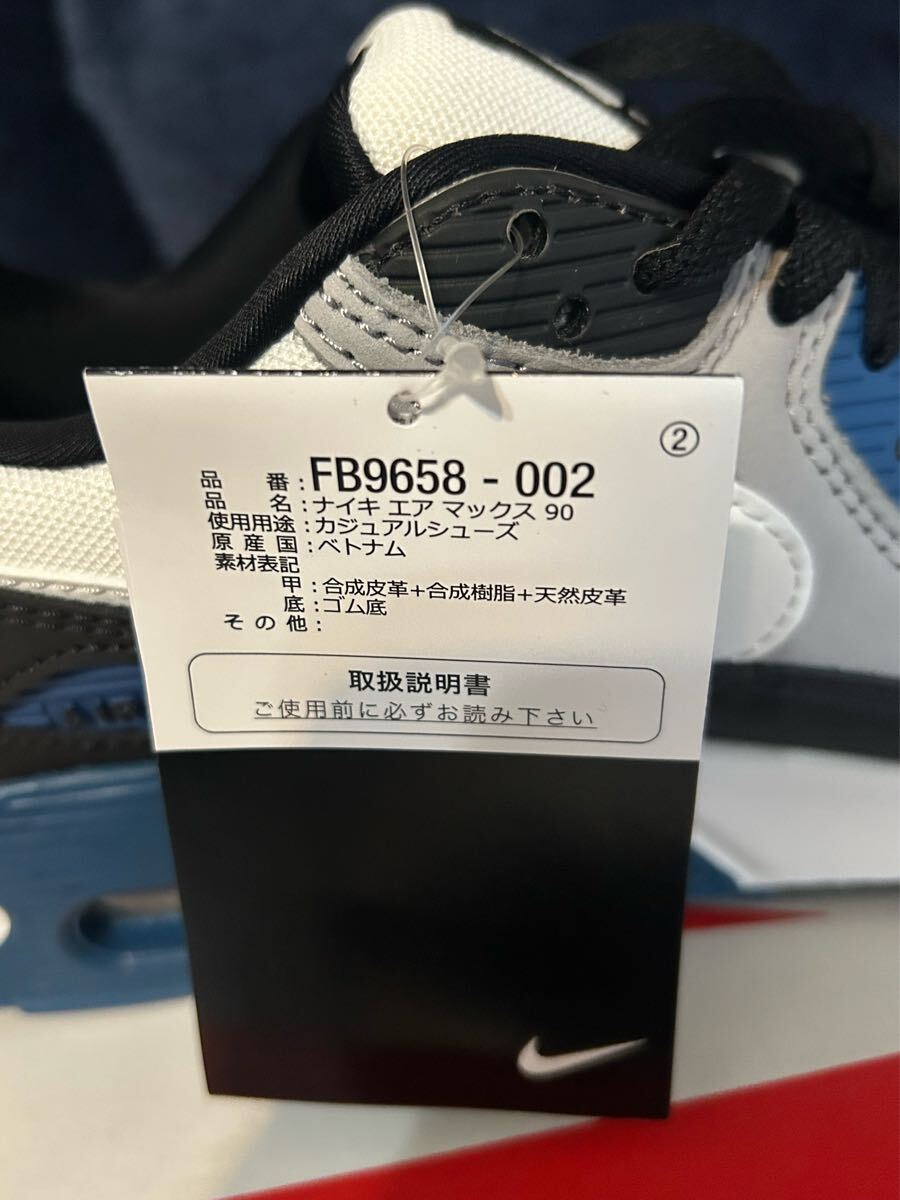 ②
品 番 : FB9658 - 002
品 名 : ナイキ エア マックス 90
使用用途 : カジュアルシューズ
原 産 国 : ベトナム
素材表記
甲 : 合成皮革+合成樹脂+天然皮革
底 : ゴム底
そ の 他 :
取扱説明書
ご使用前に必ずお読み下さい